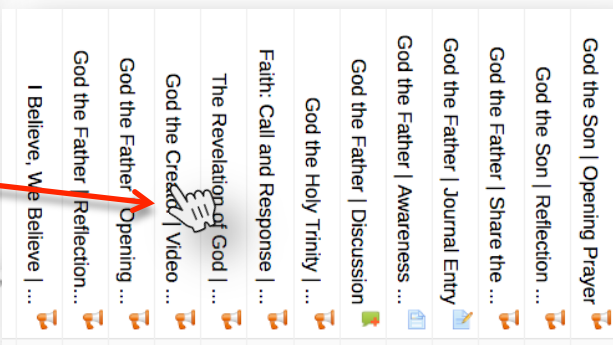 I Believe, We Believe | ...
God the Father | Reflection...
God the Father | Opening ...
God the Creator | Video ...
The Revelation of God | ...
Faith: Call and Response | ...
God the Holy Trinity | ...
God the Father | Discussion
God the Father | Awareness ...
God the Father | Journal Entry
God the Father | Share the ...
God the Son | Reflection ...
God the Son | Opening Prayer